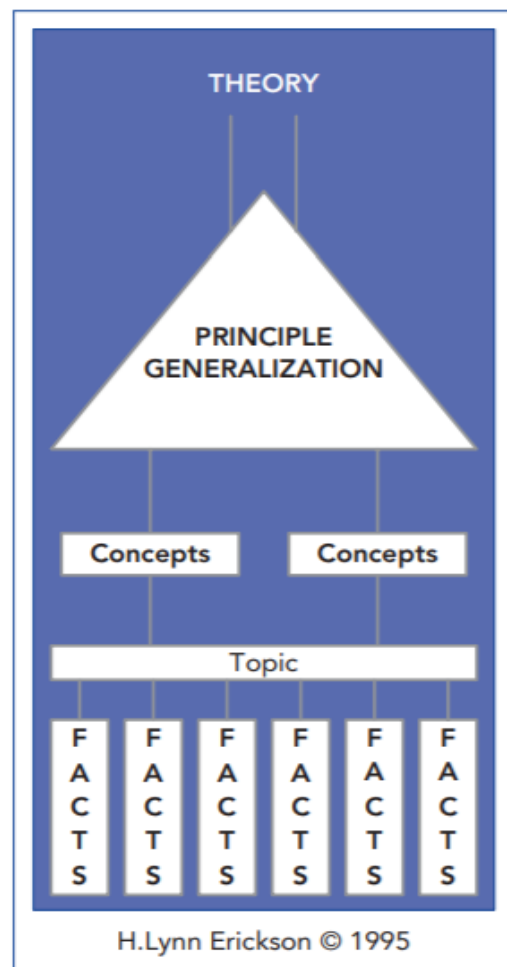 THEORY
PRINCIPLE
GENERALIZATION
Concepts Concepts
Topic
F F F F F F
A A A A A A
C C C C C C
T T T T T T
S S S S S S
H.Lynn Erickson © 1995